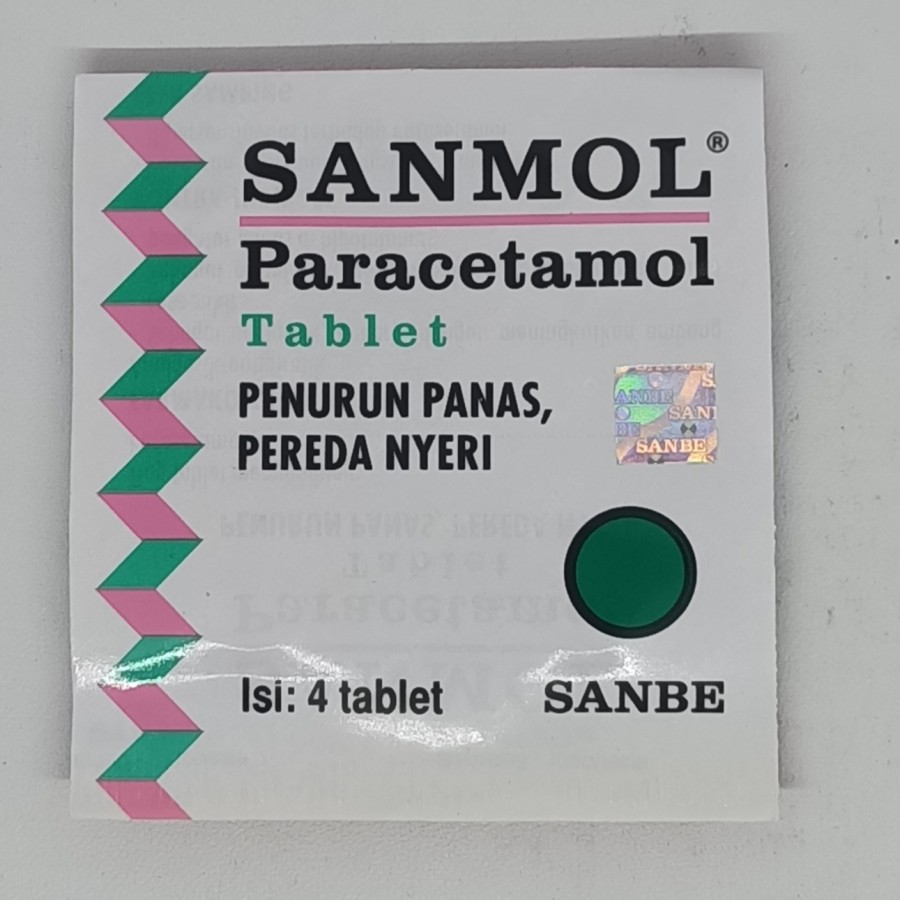 SANMOL®
Paracetamol
Tablet
PENURUN PANAS,
PEREDA NYERI
SANBE
Isi: 4 tablet
SANBE